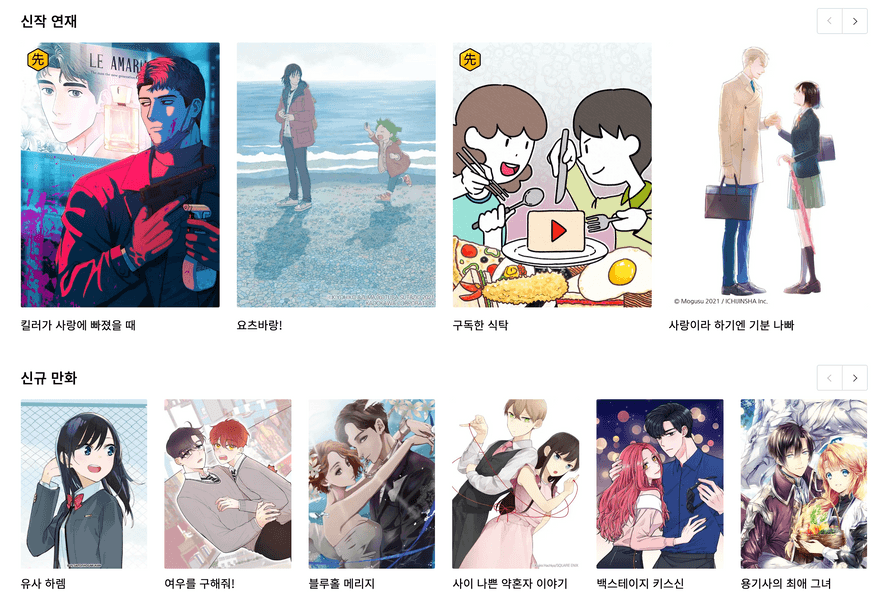 신작 연재
先
LE AMAR
先
© Mogusu 2021 / ICHIJINSHA Inc.
킬러가 사랑에 빠졌을 때
요츠바랑!
구독한 식탁
사랑이라 하기엔 기분 나빠
신규 만화
유사 하렘
여우를 구해줘!
블루홀 메리지
사이 나쁜 약혼자 이야기
백스테이지 키스신
용기사의 최애 그녀